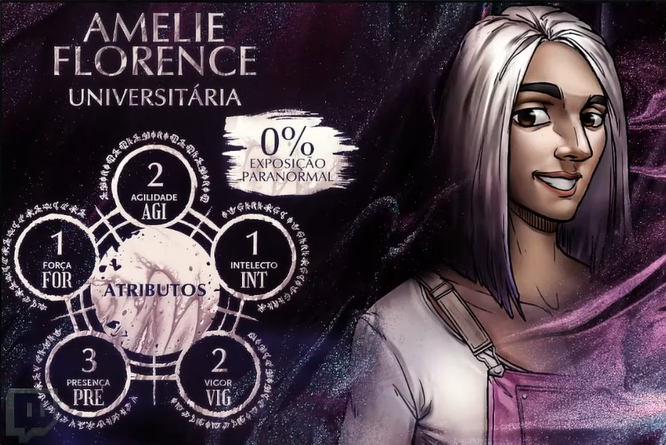 AMELIE
FLORENCE
UNIVERSITÁRIA
0%
EXPOSIÇÃO
PARANORMAL
2
AGILIDADE
AGI
1
FORÇA
FOR
1
INTELECTO
INT
ATRIBUTOS
3
PRESENÇA
PRE
2
VIGOR
VIG